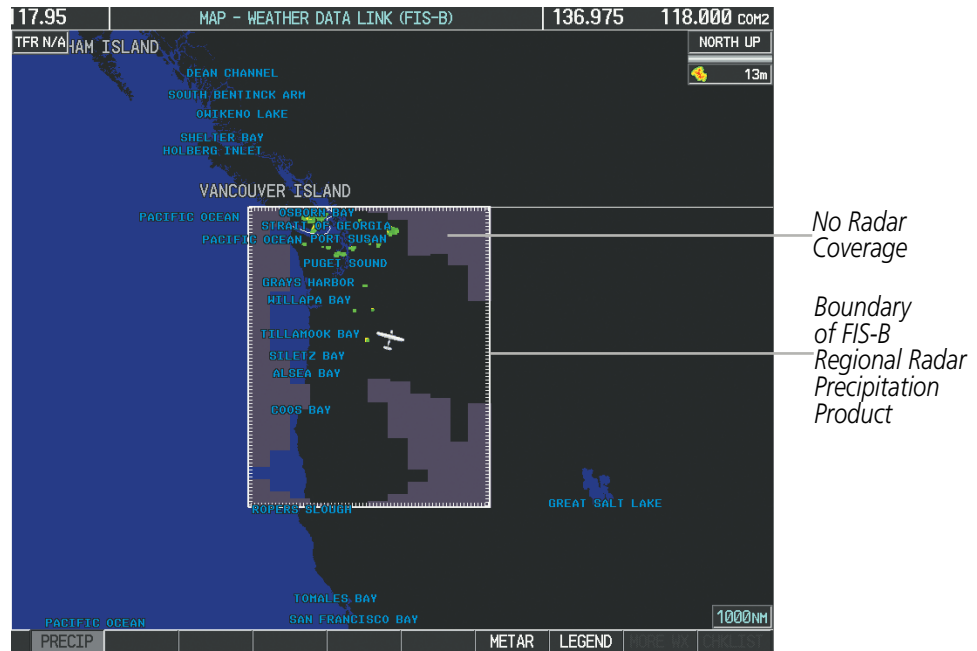 117.95 MAP – WEATHER DATA LINK (FIS-B) 136.975 118.000 COM2
TFR N/A HAM ISLAND NORTH UP
DEAN CHANNEL 13m
SOUTH BENTINCK ARM
OWIKENO LAKE
SHELTER BAY
HOLBERG INLET
VANCOUVER ISLAND
OSBORN BAY
PACIFIC OCEAN
STRAIT OF GEORGIA
PACIFIC OCEAN PORT SUSAN
PUGET SOUND
GRAYS HARBOR
WILLAPA BAY
TILLAMOOK BAY
SILETZ BAY
ALSEA BAY
COOS BAY
ROPERS SLOUGH
GREAT SALT LAKE
TOMALES BAY
PACIFIC OCEAN SAN FRANCISCO BAY
1000NM
PRECIP METAR LEGEND MORE WX CHKLIST
No Radar
Coverage
Boundary
of FIS-B
Regional Radar
Precipitation
Product